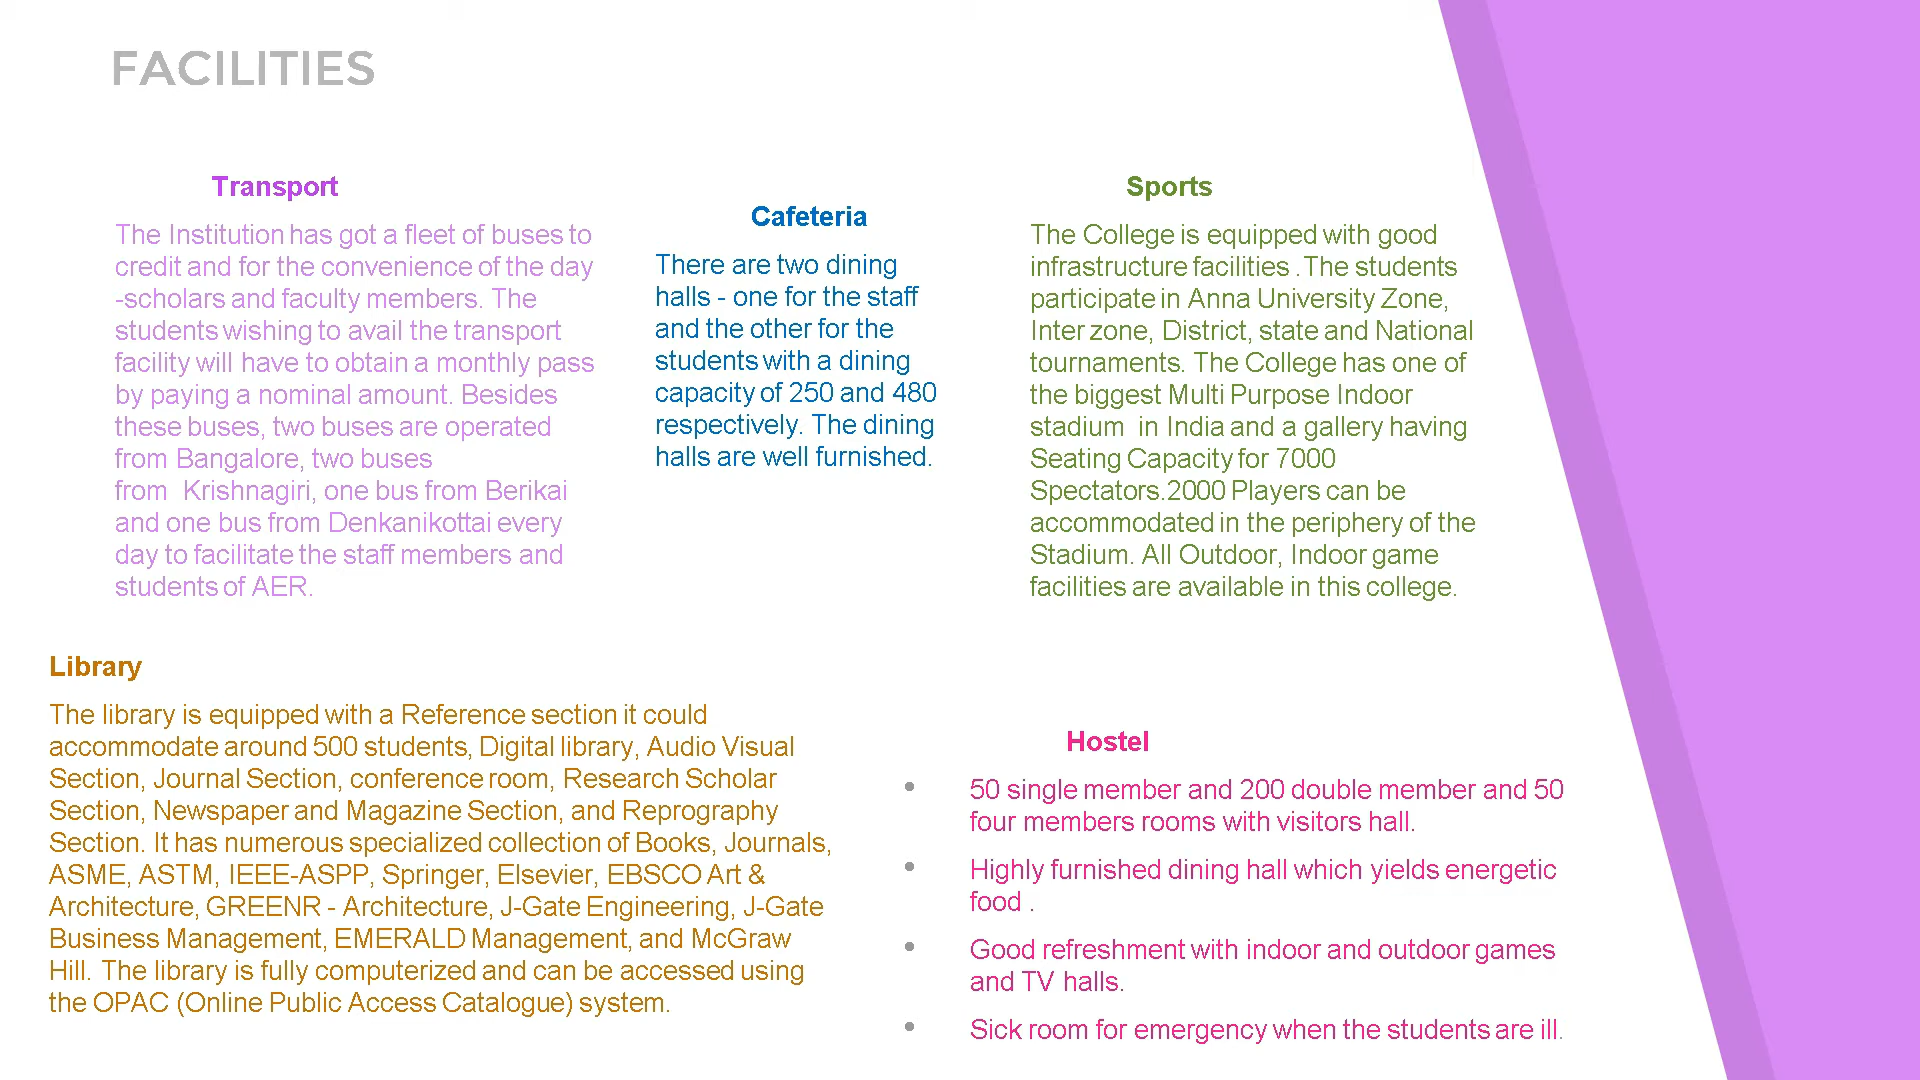 FACILITIES
Transport
The Institution has got a fleet of buses to
credit and for the convenience of the day
-scholars and faculty members. The
students wishing to avail the transport
facility will have to obtain a monthly pass
by paying a nominal amount. Besides
these buses, two buses are operated
from Bangalore, two buses
from Krishnagiri, one bus from Berikai
and one bus from Denkanikottai every
day to facilitate the staff members and
students of AER.
Cafeteria
There are two dining
halls - one for the staff
and the other for the
students with a dining
capacity of 250 and 480
respectively. The dining
halls are well furnished.
Sports
The College is equipped with good
infrastructure facilities .The students
participate in Anna University Zone,
Inter zone, District, state and National
tournaments. The College has one of
the biggest Multi Purpose Indoor
stadium in India and a gallery having
Seating Capacity for 7000
Spectators.2000 Players can be
accommodated in the periphery of the
Stadium. All Outdoor, Indoor game
facilities are available in this college.
Library
The library is equipped with a Reference section it could
accommodate around 500 students, Digital library, Audio Visual
Section, Journal Section, conference room, Research Scholar
Section, Newspaper and Magazine Section, and Reprography
Section. It has numerous specialized collection of Books, Journals,
ASME, ASTM, IEEE-ASPP, Springer, Elsevier, EBSCO Art &
Architecture, GREENR - Architecture, J-Gate Engineering, J-Gate
Business Management, EMERALD Management, and McGraw
Hill. The library is fully computerized and can be accessed using
the OPAC (Online Public Access Catalogue) system.
Hostel
• 50 single member and 200 double member and 50
four members rooms with visitors hall.
• Highly furnished dining hall which yields energetic
food .
• Good refreshment with indoor and outdoor games
and TV halls.
• Sick room for emergency when the students are ill.